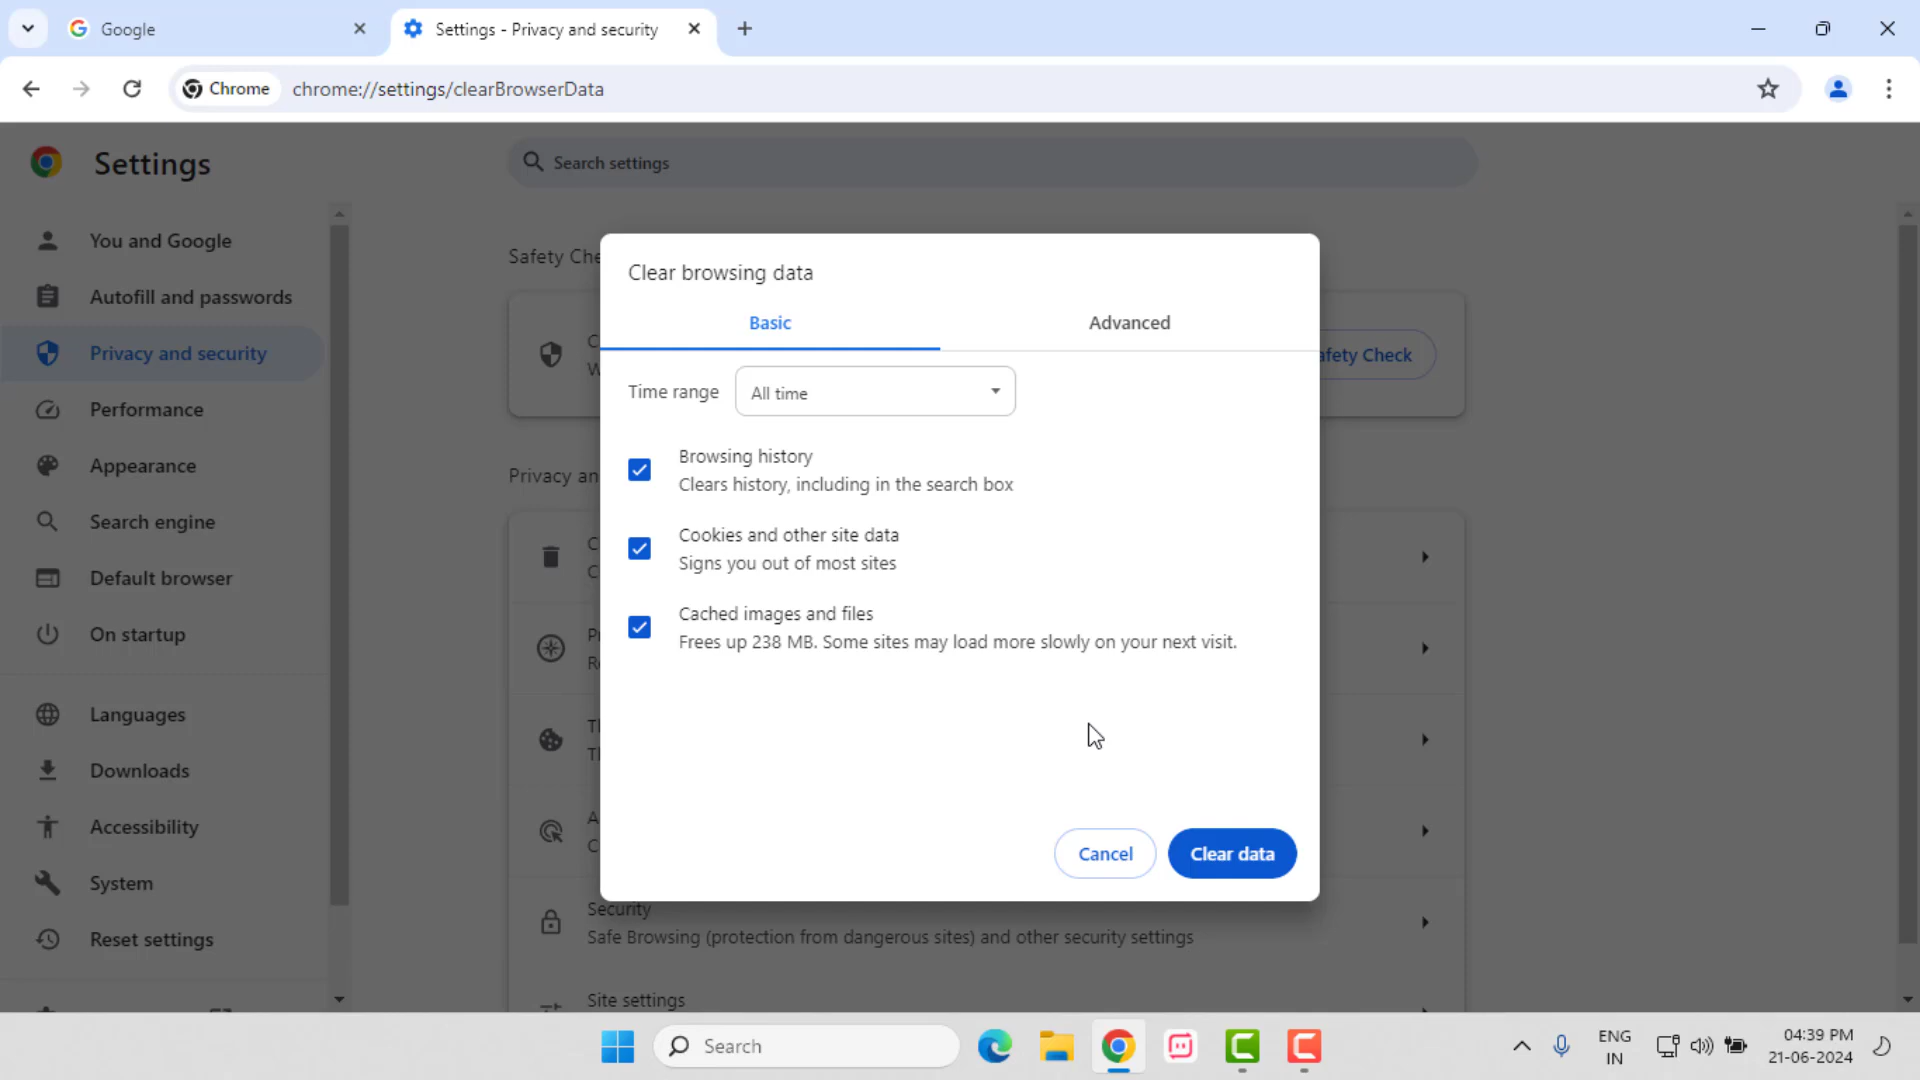 Google
Settings - Privacy and security
Chrome
chrome://settings/clearBrowserData
Settings
Search settings
You and Google
Autofill and passwords
Privacy and security
Performance
Appearance
Search engine
Default browser
On startup
Languages
Downloads
Accessibility
System
Reset settings
Safety
Check
Privacy
Clear browsing data
Basic
Advanced
Time range
All time
Browsing history
Clears history, including in the search box
Cookies and other site data
Signs you out of most sites
Cached images and files
Frees up 238 MB. Some sites may load more slowly on your next visit.
Cancel
Clear data
Security
Safe Browsing (protection from dangerous sites) and other security settings
Site settings
Search
ENG
IN
04:39 PM
21-06-2024